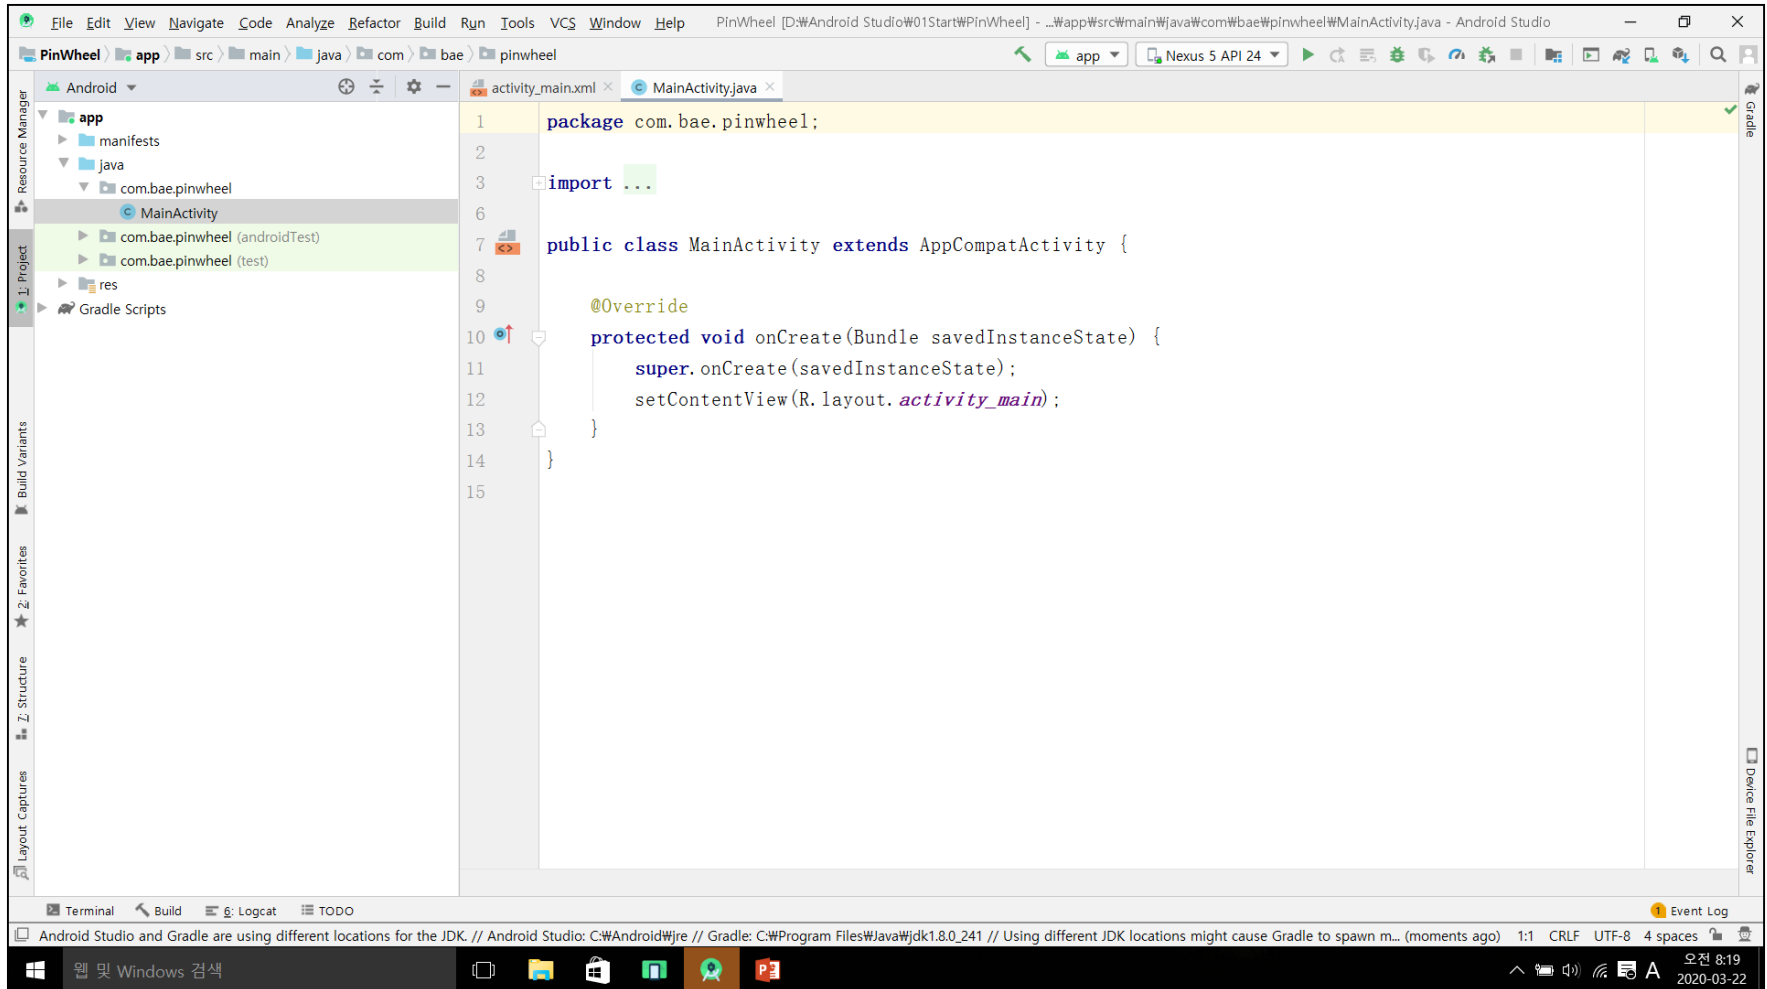 File Edit View Navigate Code Analyze Refactor Build Run Tools VCS Window Help PinWheel [D:₩Android Studio₩01Start₩PinWheel] - ...₩app₩src₩main₩java₩com₩bae₩pinwheel₩MainActivity.java - Android Studio
PinWheel app src main java com bae pinwheel app Nexus 5 API 24
Android
activity_main.xml MainActivity.java
app
manifests
java
com.bae.pinwheel
MainActivity
com.bae.pinwheel (androidTest)
com.bae.pinwheel (test)
res
Gradle Scripts
1 package com.bae.pinwheel;
2
3 import ...
6
7 public class MainActivity extends AppCompatActivity {
8
9 @Override
10 protected void onCreate(Bundle savedInstanceState) {
11 super.onCreate(savedInstanceState);
12 setContentView(R.layout.activity_main);
13 }
14 }
15
Resource Manager
1: Project
Build Variants
2: Favorites
7: Structure
Layout Captures
Gradle
Device File Explorer
Terminal Build 6: Logcat TODO 1 Event Log
Android Studio and Gradle are using different locations for the JDK. // Android Studio: C:₩Android₩jre // Gradle: C:₩Program Files₩Java₩jdk1.8.0_241 // Using different JDK locations might cause Gradle to spawn m... (moments ago) 1:1 CRLF UTF-8 4 spaces
웹 및 Windows 검색
A
오전 8:19
2020-03-22